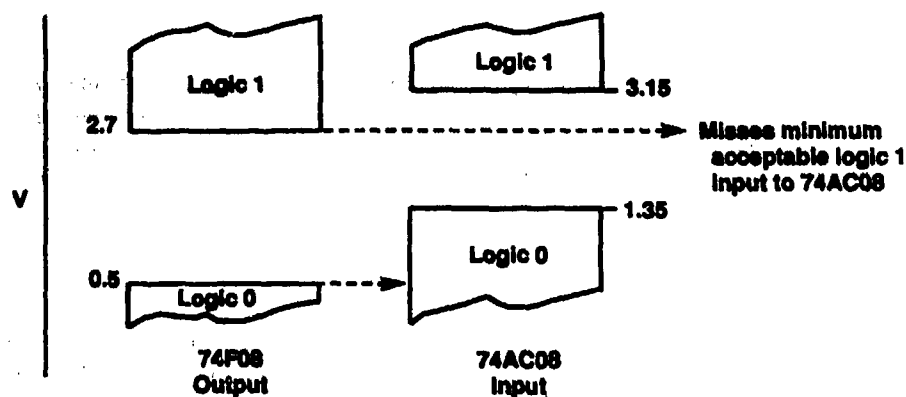 Logic 1
Logic 1
3.15
2.7
Misses minimum
acceptable logic 1
input to 74AC08
V
1.35
Logic 0
0.5
Logic 0
74F08
Output
74AC08
Input